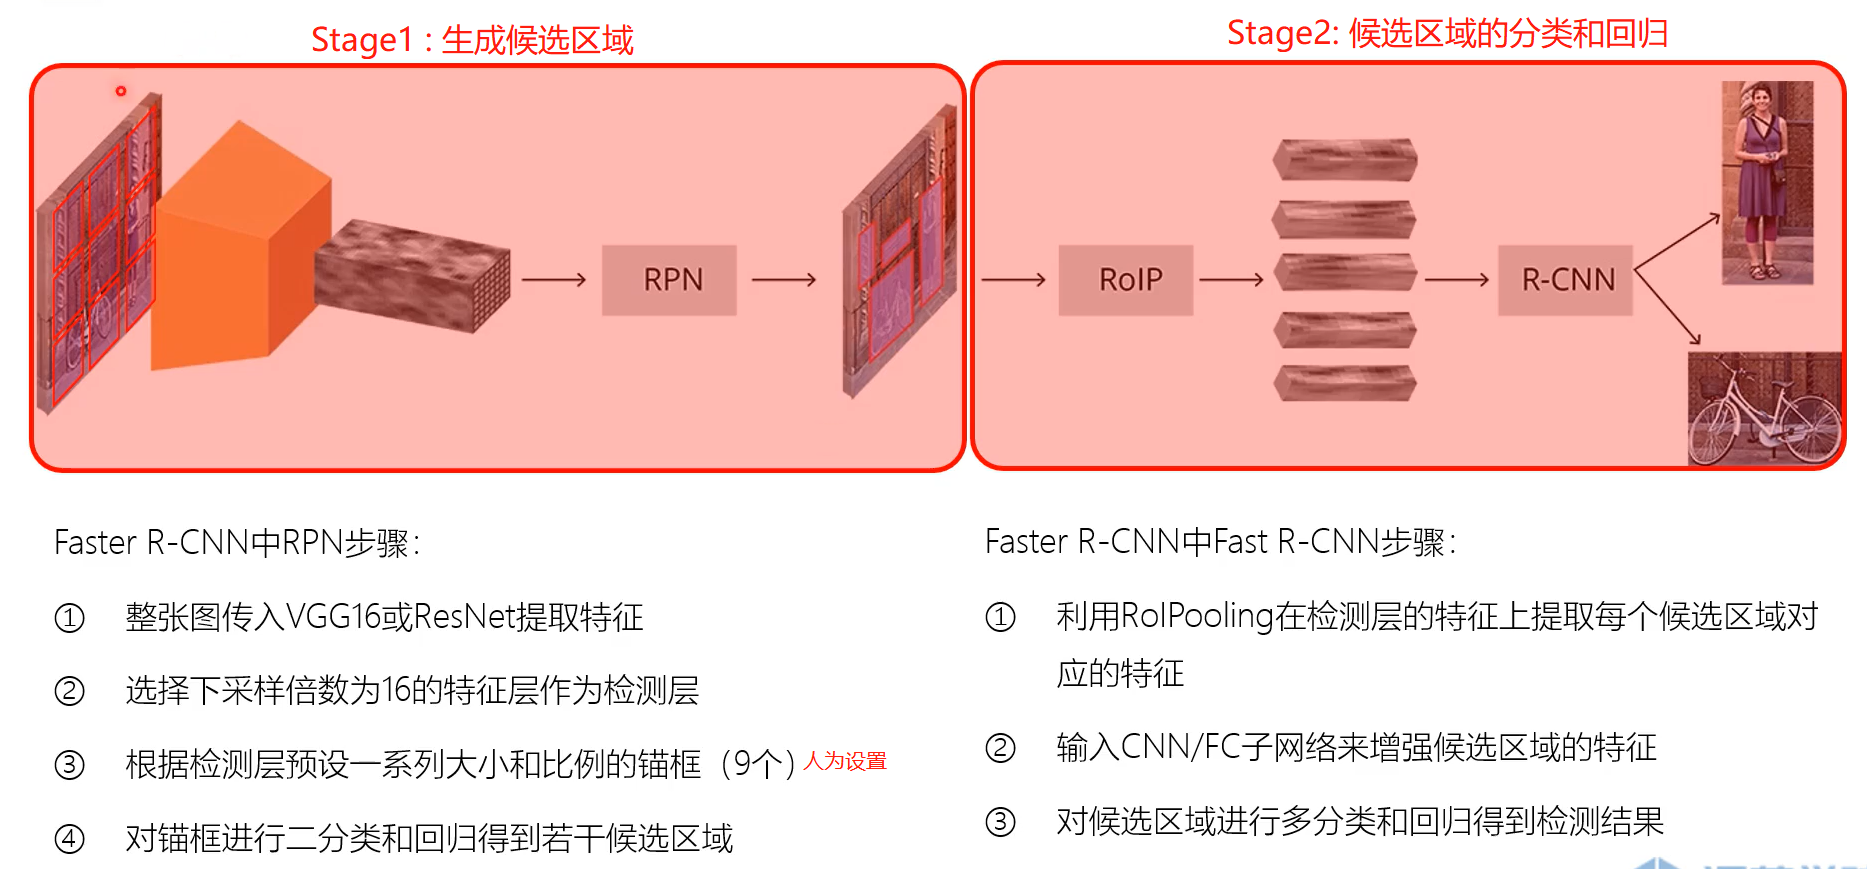 Stage1 : 生成候选区域
Stage2: 候选区域的分类和回归
RPN
RoIP
R-CNN
Faster R-CNN中RPN步骤：
① 整张图传入VGG16或ResNet提取特征
② 选择下采样倍数为16的特征层作为检测层
③ 根据检测层预设一系列大小和比例的锚框（9个）人为设置
④ 对锚框进行二分类和回归得到若干候选区域
Faster R-CNN中Fast R-CNN步骤：
① 利用RoIPooling在检测层的特征上提取每个候选区域对
应的特征
② 输入CNN/FC子网络来增强候选区域的特征
③ 对候选区域进行多分类和回归得到检测结果